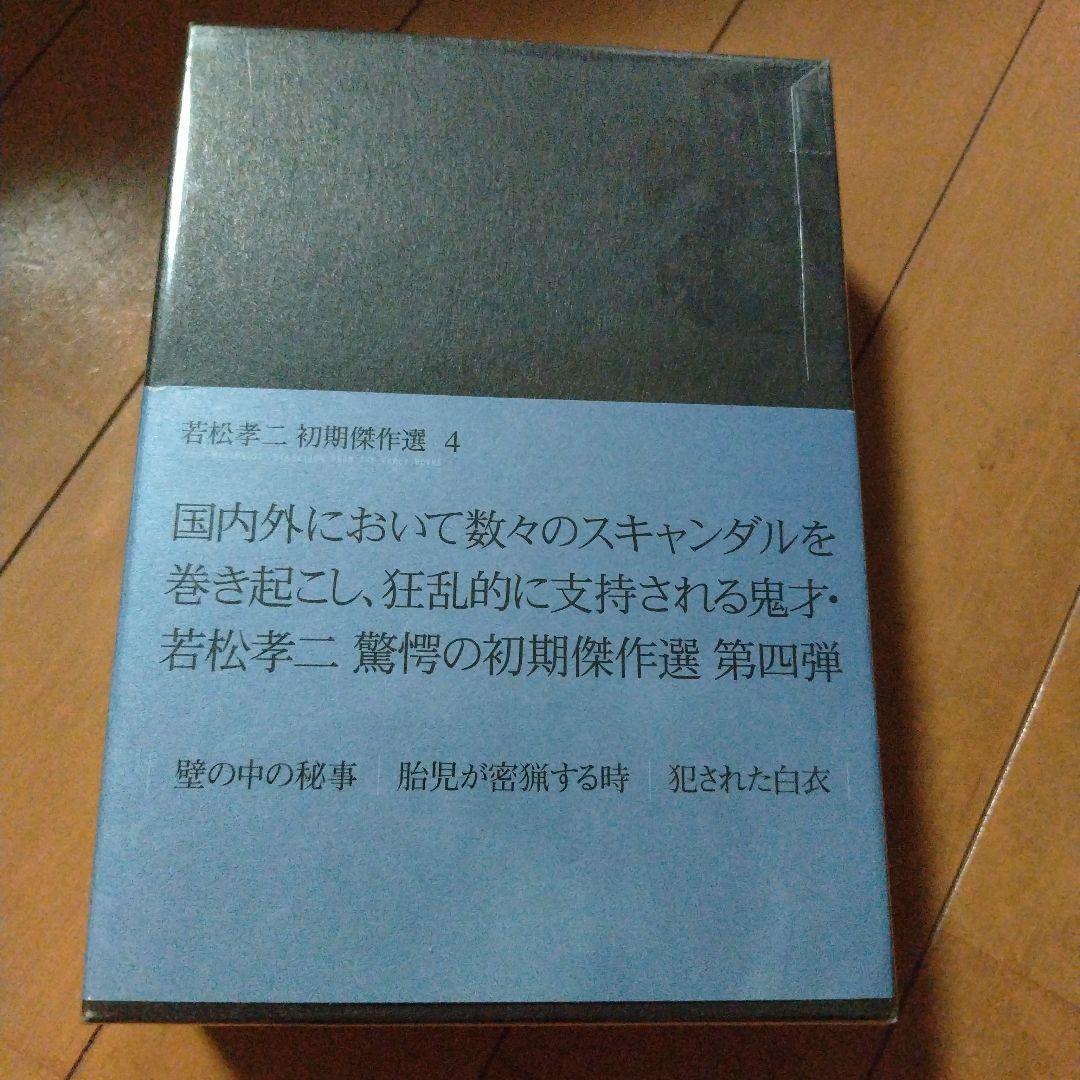 若松孝二 初期傑作選 4
国内外において数々のスキャンダルを
巻き起こし、狂乱的に支持される鬼才・
若松孝二 驚愕の初期傑作選 第四弾
壁の中の秘事 | 胎児が密猟する時 | 犯された白衣